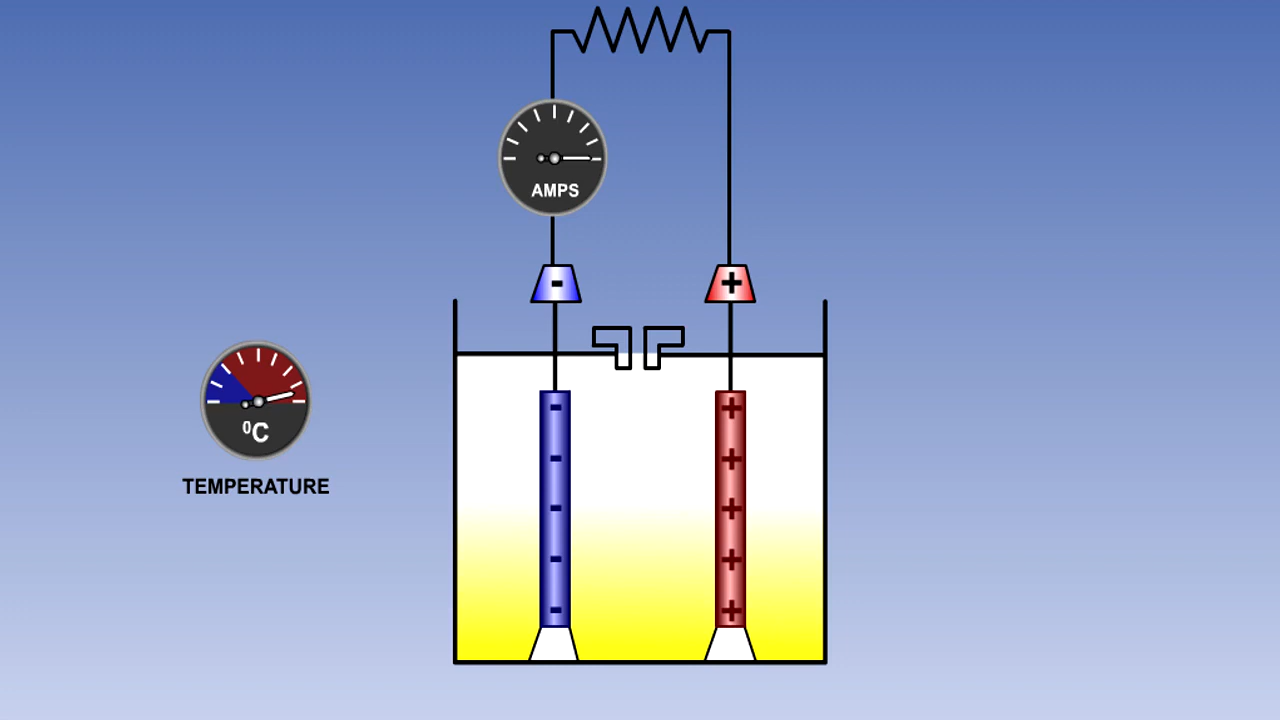 AMPS
-
+
⁰C
TEMPERATURE
- +
- +
- +
- +
- +